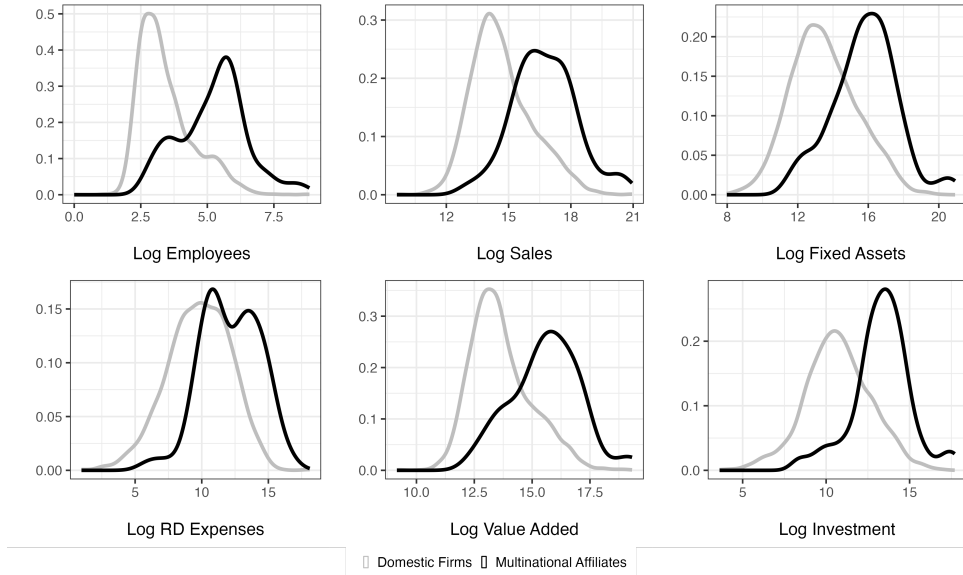 0.5
0.4
0.3
0.2
0.1
0.0
0.0 2.5 5.0 7.5
Log Employees
0.3
0.2
0.1
0.0
12 15 18 21
Log Sales
0.20
0.15
0.10
0.05
0.00
8 12 16 20
Log Fixed Assets
0.15
0.10
0.05
0.00
5 10 15
Log RD Expenses
0.3
0.2
0.1
0.0
10.0 12.5 15.0 17.5
Log Value Added
0.2
0.1
0.0
5 10 15
Log Investment
Domestic Firms Multinational Affiliates